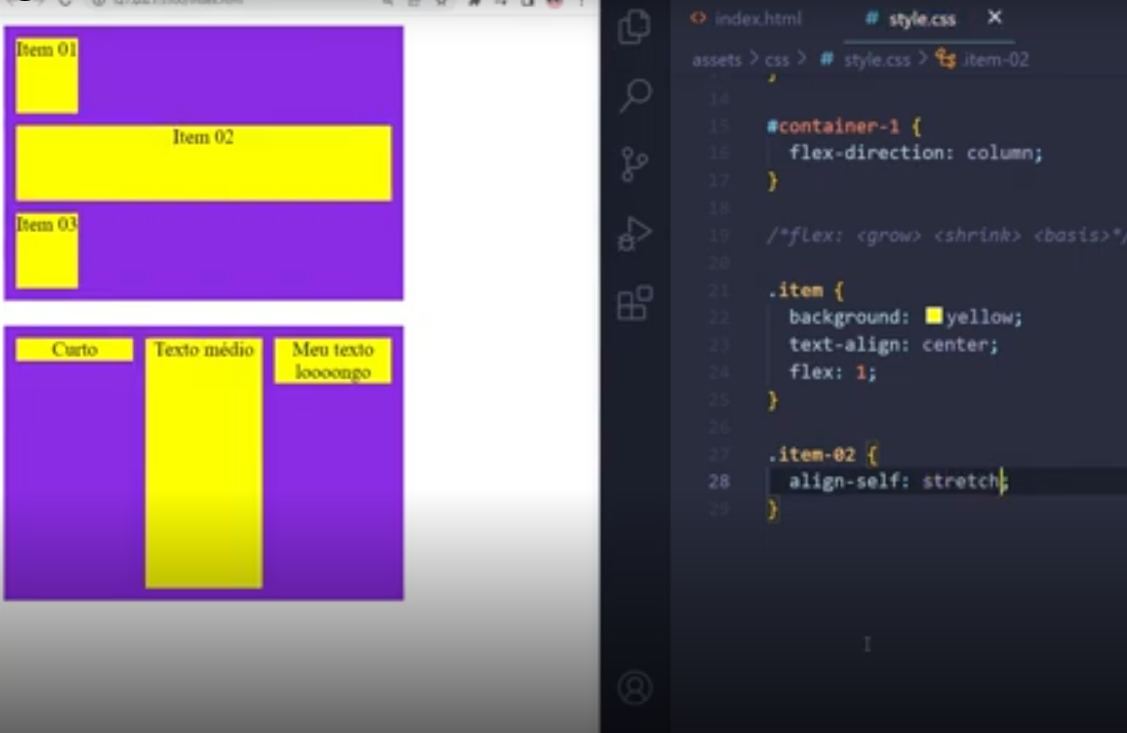 Item 01
Item 02
Item 03
Curto
Texto médio
Meu texto
loooongo
index.html
# style.css ×
assets > css > # style.css > .item-02
14
15 #container-1 {
16 flex-direction: column;
17 }
18
19 /*flex: <grow> <shrink> <basis>*/
20
21 .item {
22 background: yellow;
23 text-align: center;
24 flex: 1;
25 }
26
27 .item-02 {
28 align-self: stretch;
29 }